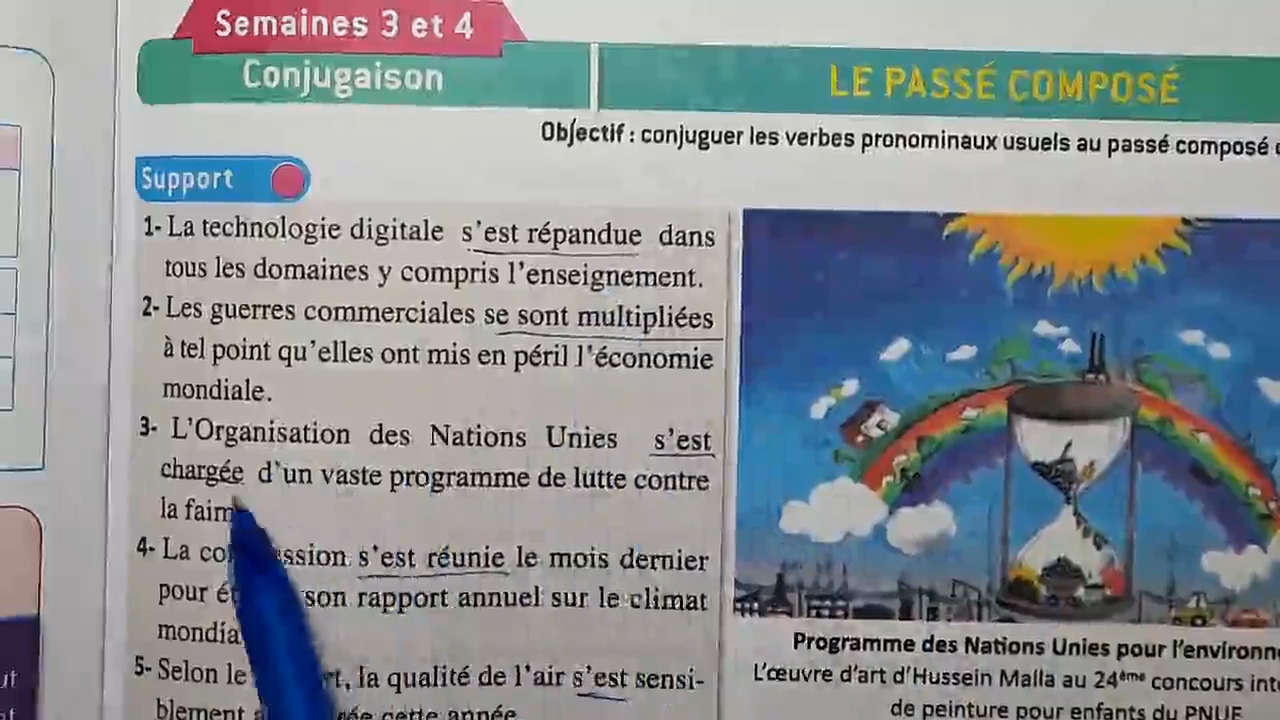 Semaines 3 et 4
Conjugaison
LE PASSÉ COMPOSÉ
Objectif : conjuguer les verbes pronominaux usuels au passé composé
Support
1- La technologie digitale s'est répandue dans
tous les domaines y compris l'enseignement.
2- Les guerres commerciales se sont multipliées
à tel point qu'elles ont mis en péril l'économie
mondiale.
3- L'Organisation des Nations Unies s'est
chargée d'un vaste programme de lutte contre
la faim
4- La s'est réunie le mois dernier
pour son rapport annuel sur le climat
5- Selon le la qualité de l'air s'est sensi-
blement cette année
Programme des Nations Unies pour
L'œuvre d'art d'Hussein Malla au 24ème concours
de peinture pour enfants du PNUE